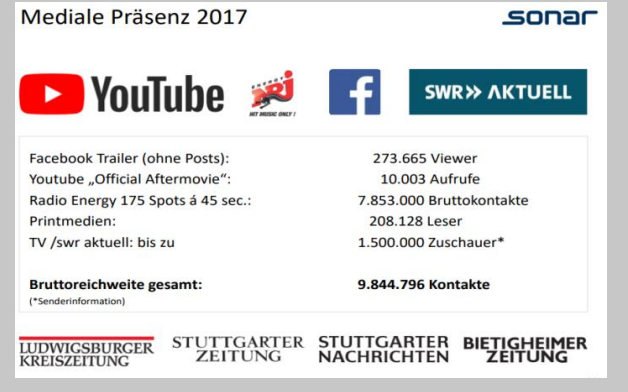 Mediale Präsenz 2017
sonar
YouTube
ENERGY
NRJ
HIT MUSIC ONLY !
f
SWR» AKTUELL
Facebook Trailer (ohne Posts): 273.665 Viewer
Youtube „Official Aftermovie“: 10.003 Aufrufe
Radio Energy 175 Spots á 45 sec.: 7.853.000 Bruttokontakte
Printmedien: 208.128 Leser
TV /swr aktuell: bis zu 1.500.000 Zuschauer*
Bruttoreichweite gesamt: 9.844.796 Kontakte
(*Senderinformation)
LUDWIGSBURGER
KREISZEITUNG
STUTTGARTER
ZEITUNG
STUTTGARTER
NACHRICHTEN
BIETIGHEIMER
ZEITUNG